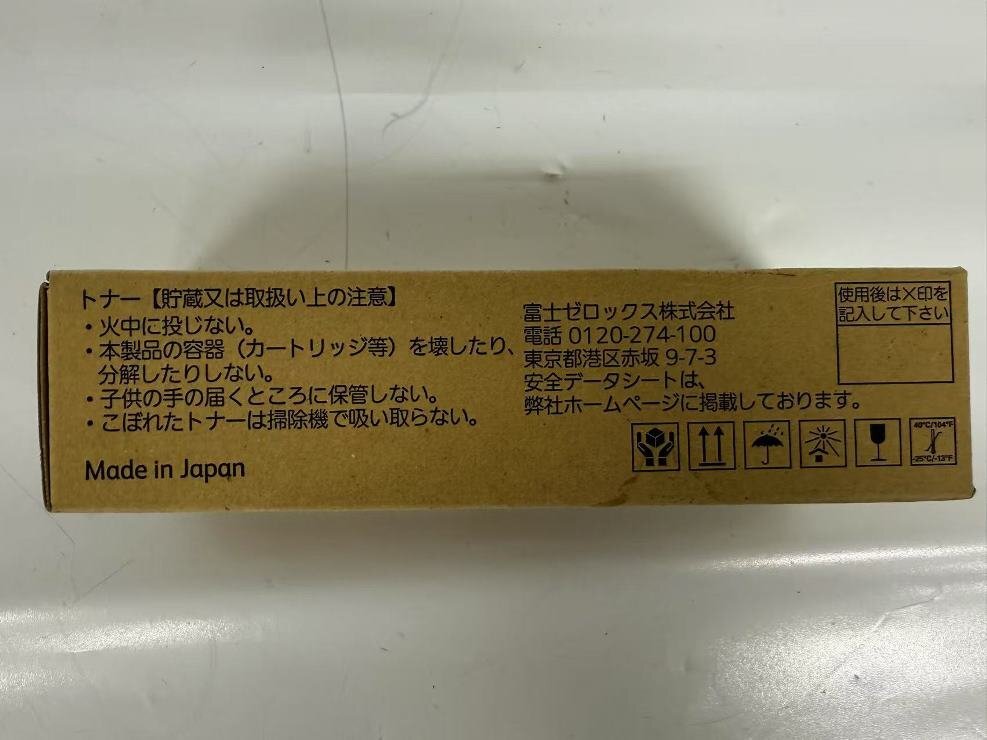 トナー【貯蔵又は取扱い上の注意】
・火中に投じない。
・本製品の容器（カートリッジ等）を壊したり、
分解したりしない。
・子供の手の届くところに保管しない。
・こぼれたトナーは掃除機で吸い取らない。
Made in Japan
富士ゼロックス株式会社
電話 0120-274-100
東京都港区赤坂 9-7-3
安全データシートは、
弊社ホームページに掲載しております。
使用後は×印を
記入して下さい
40°C/104°F
-25°C/-13°F